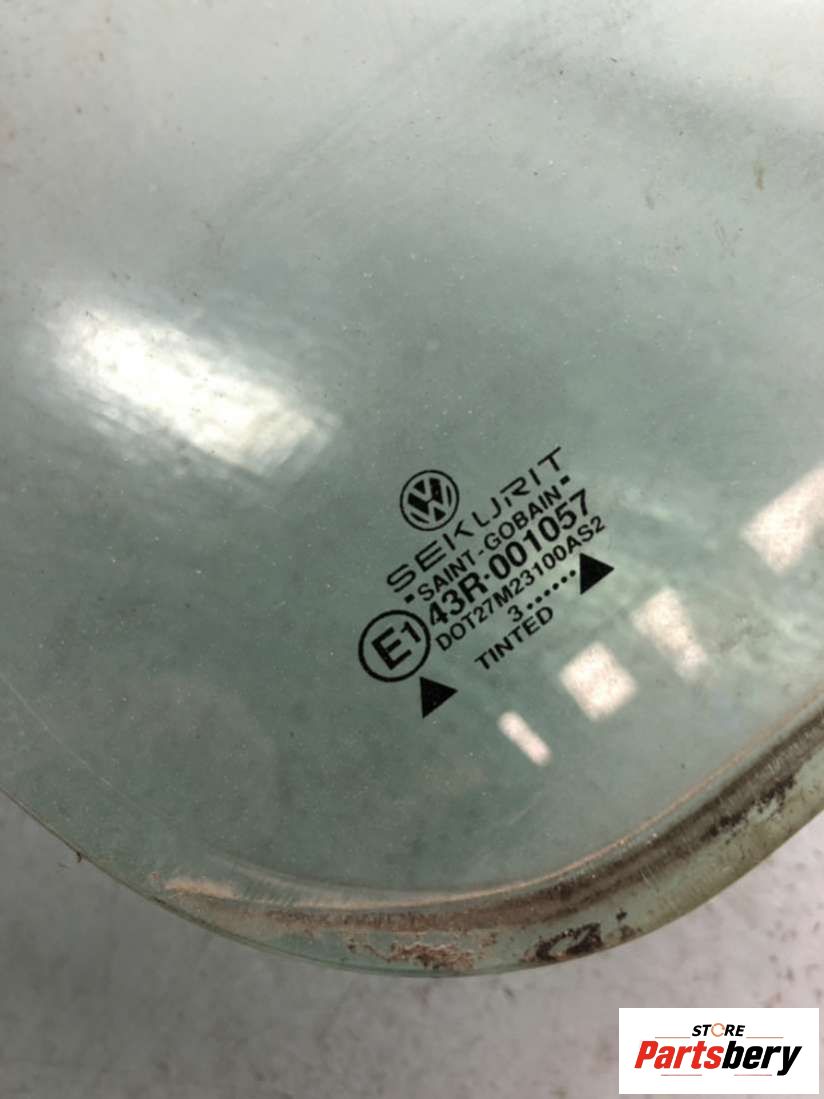 SEKURIT
SAINT-GOBAIN
E1 43R-001057
DOT27M23100AS2
3......
TINTED
STORE
Partsbery